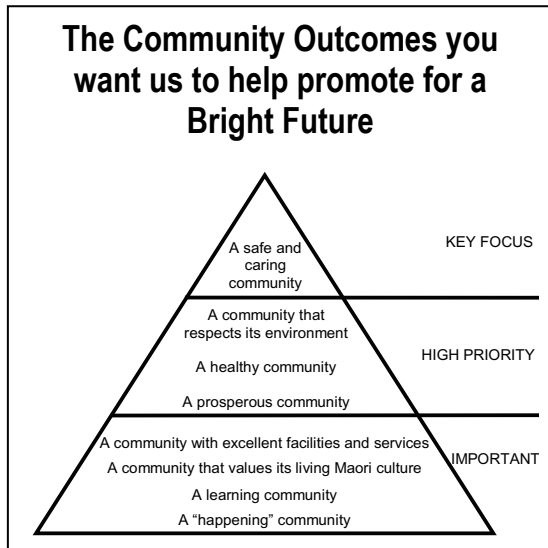 The Community Outcomes you
want us to help promote for a
Bright Future
A safe and
caring
community
KEY FOCUS
A community that
respects its environment
A healthy community
A prosperous community
HIGH PRIORITY
A community with excellent facilities and services
A community that values its living Maori culture
A learning community
A “happening” community
IMPORTANT